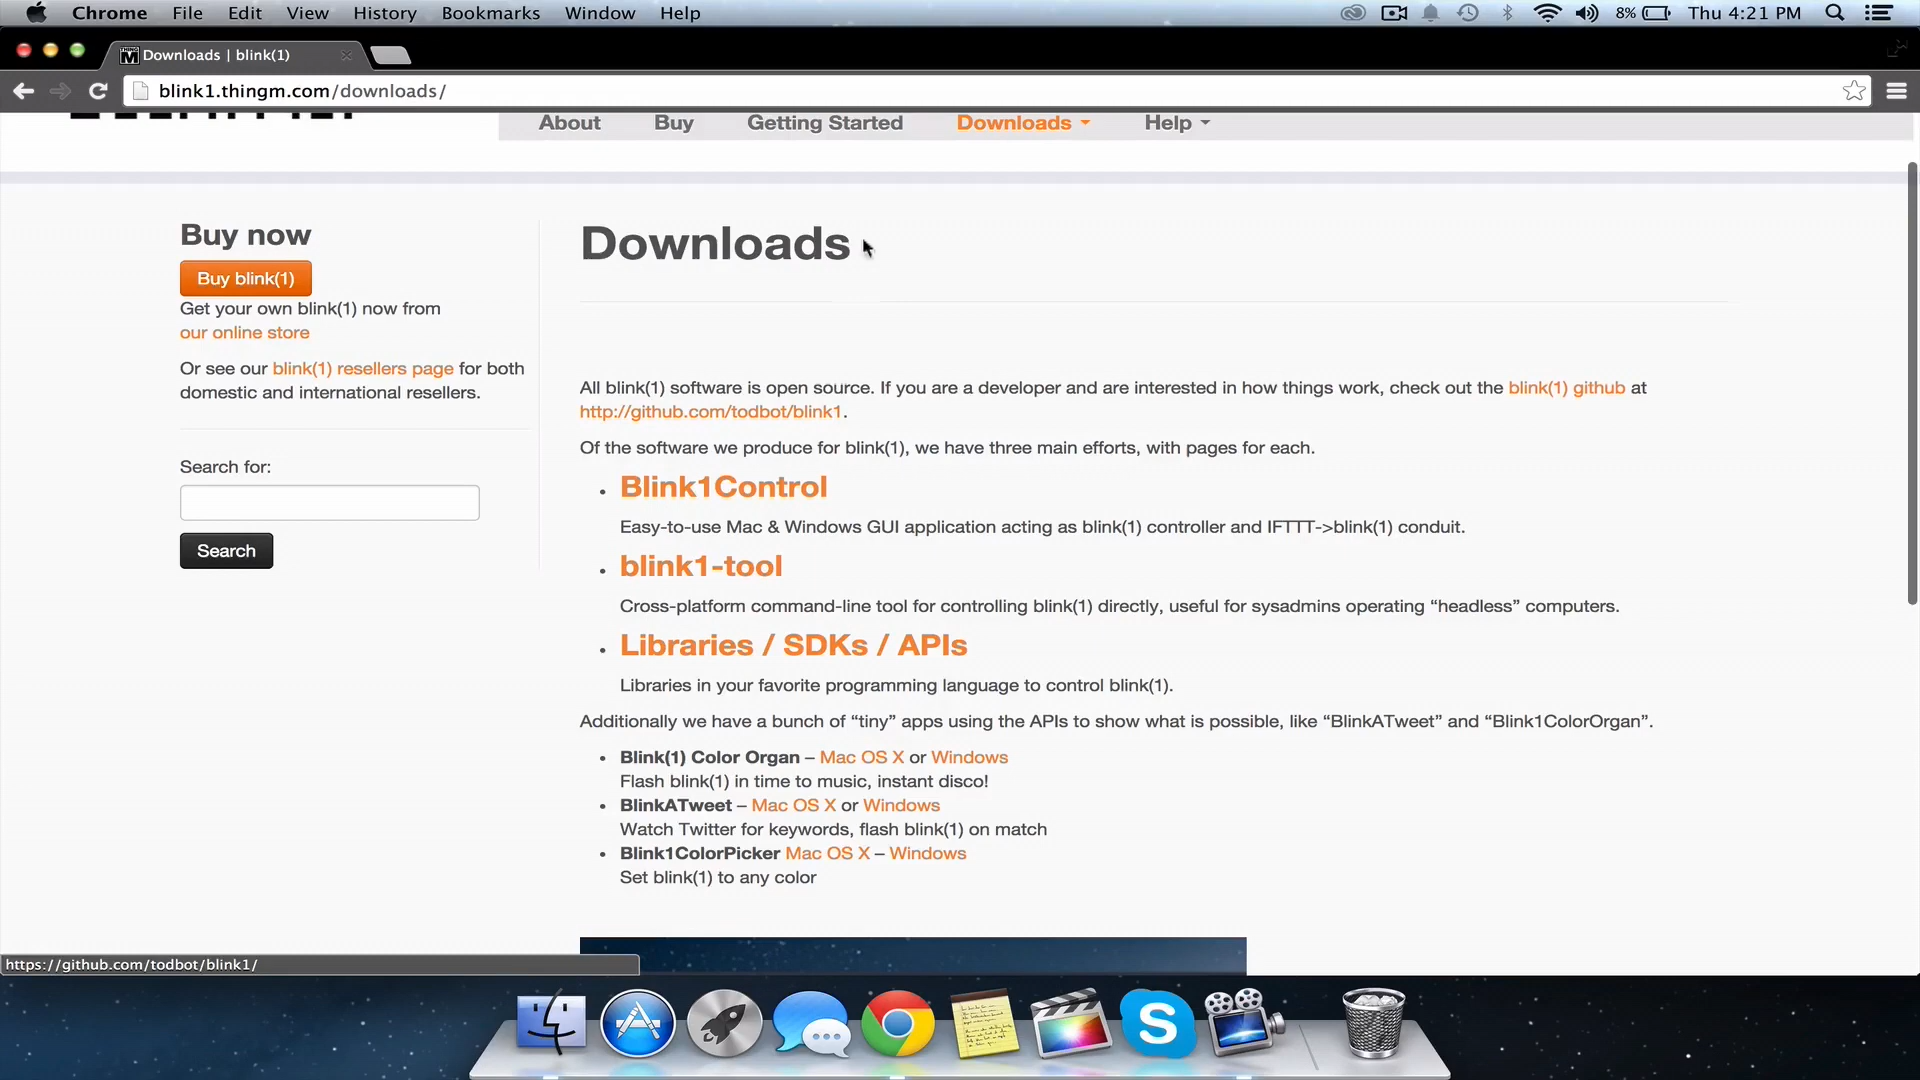 Chrome File Edit View History Bookmarks Window Help 8% Thu 4:21 PM
Downloads | blink(1)
blink1.thingm.com/downloads/
About Buy Getting Started Downloads Help
Buy now
Buy blink(1)
Get your own blink(1) now from
our online store
Or see our blink(1) resellers page for both
domestic and international resellers.
Search for:
Search
Downloads
All blink(1) software is open source. If you are a developer and are interested in how things work, check out the blink(1) github at
http://github.com/todbot/blink1.
Of the software we produce for blink(1), we have three main efforts, with pages for each.
• Blink1Control
Easy-to-use Mac & Windows GUI application acting as blink(1) controller and IFTTT->blink(1) conduit.
• blink1-tool
Cross-platform command-line tool for controlling blink(1) directly, useful for sysadmins operating “headless” computers.
• Libraries / SDKs / APIs
Libraries in your favorite programming language to control blink(1).
Additionally we have a bunch of “tiny” apps using the APIs to show what is possible, like “BlinkATweet” and “Blink1ColorOrgan”.
• Blink(1) Color Organ – Mac OS X or Windows
Flash blink(1) in time to music, instant disco!
• BlinkATweet – Mac OS X or Windows
Watch Twitter for keywords, flash blink(1) on match
• Blink1ColorPicker Mac OS X – Windows
Set blink(1) to any color
https://github.com/todbot/blink1/